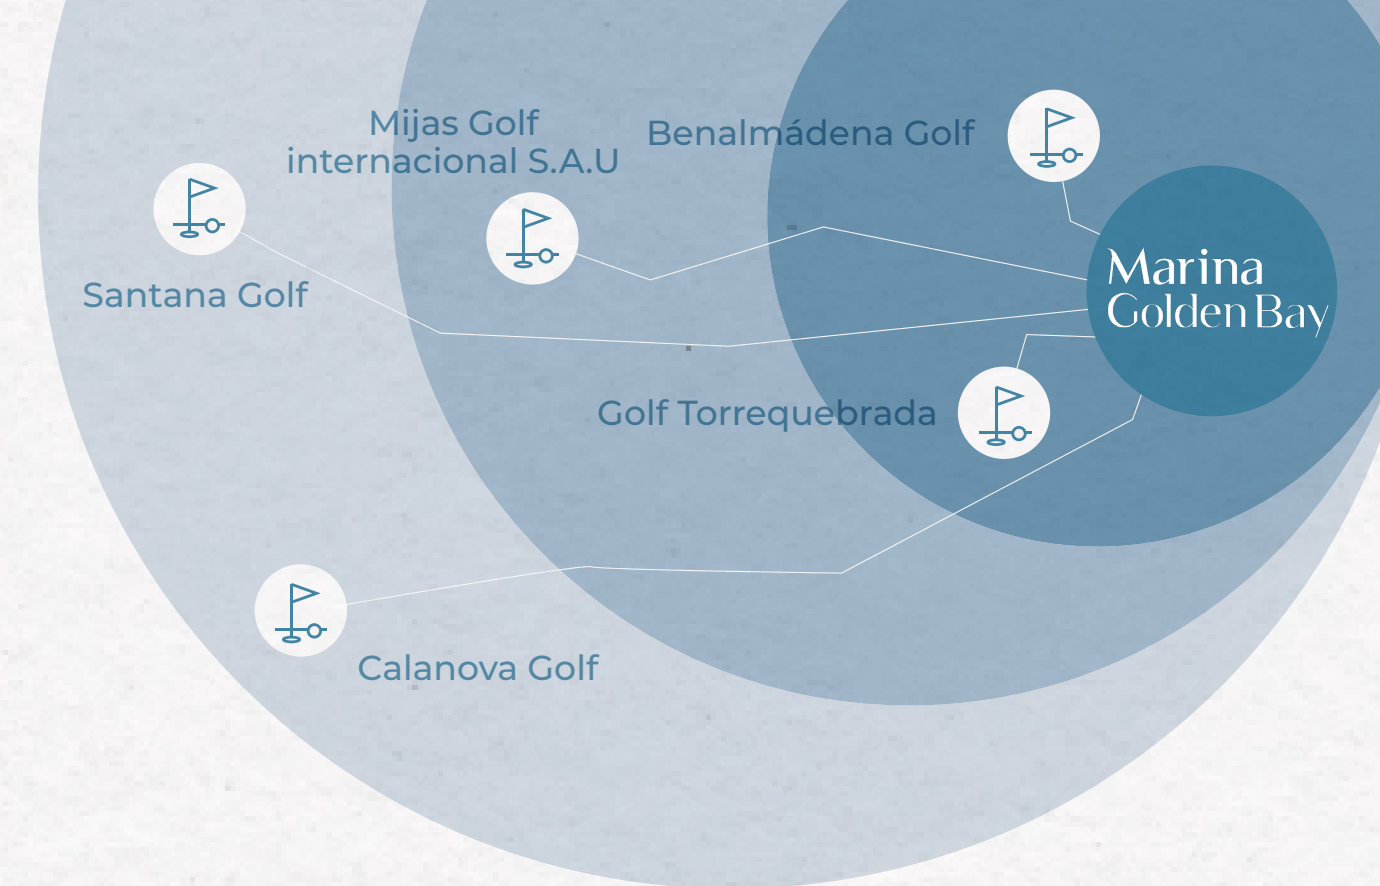 Mijas Golf
internacional S.A.U
Benalmádena Golf
Santana Golf
Marina
Golden Bay
Golf Torrequebrada
Calanova Golf